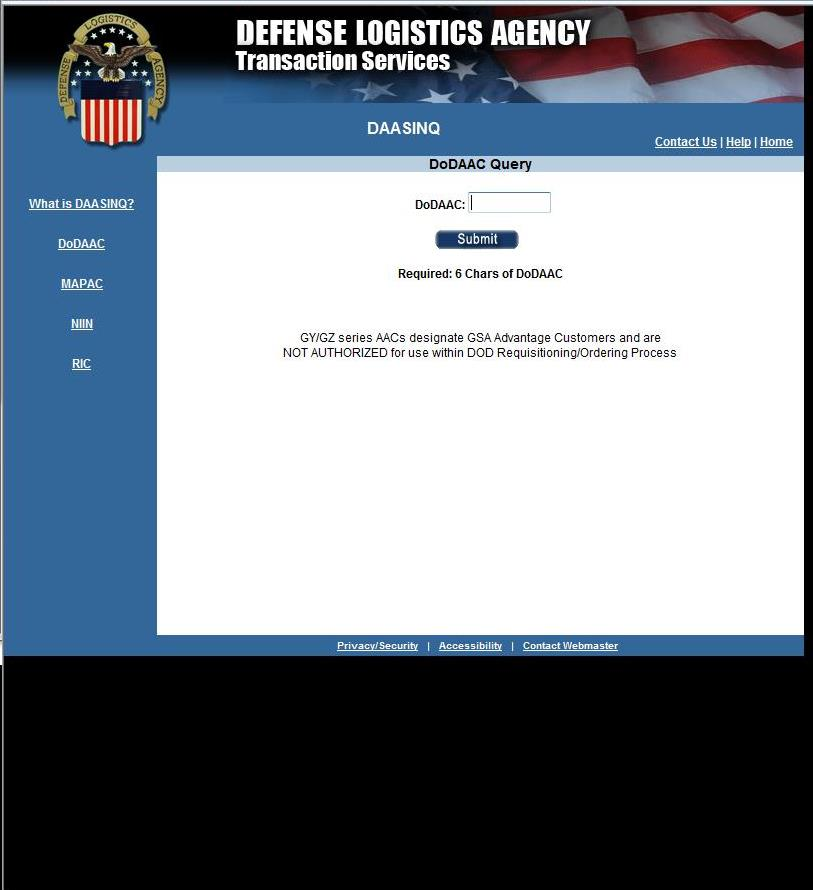 DEFENSE LOGISTICS AGENCY
DEFENSE LOGISTICS AGENCY
Transaction Services
DAASINQ
Contact Us | Help | Home
DoDAAC Query
What is DAASINQ?
DoDAAC
MAPAC
NIIN
RIC
DoDAAC:
Submit
Required: 6 Chars of DoDAAC
GY/GZ series AACs designate GSA Advantage Customers and are
NOT AUTHORIZED for use within DOD Requisitioning/Ordering Process
Privacy/Security | Accessibility | Contact Webmaster